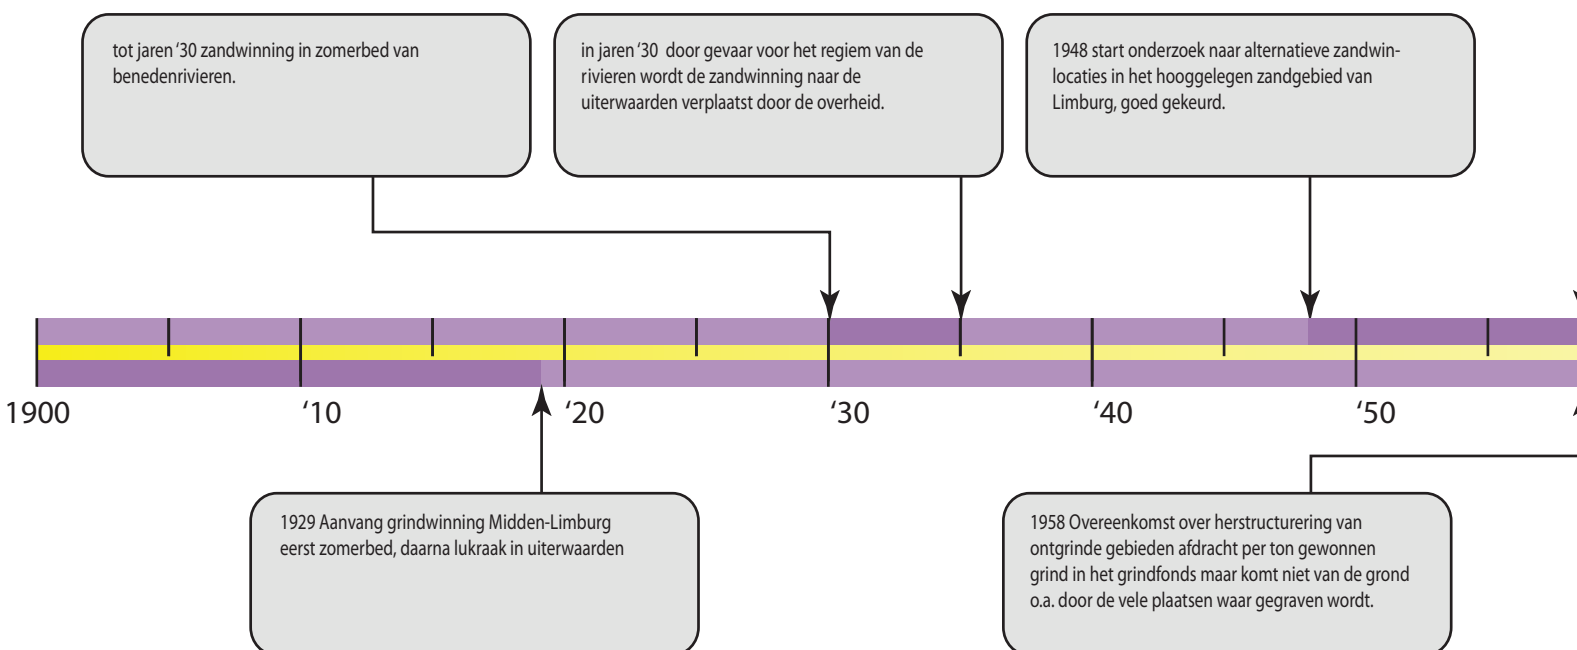 tot jaren ‘30 zandwinning in zomerbed van
benedenrivieren.
in jaren ‘30 door gevaar voor het regiem van de
rivieren wordt de zandwinning naar de
uiterwaarden verplaatst door de overheid.
1948 start onderzoek naar alternatieve zandwin-
locaties in het hooggelegen zandgebied van
Limburg, goed gekeurd.
1900
‘10
‘20
‘30
‘40
‘50
1929 Aanvang grindwinning Midden-Limburg
eerst zomerbed, daarna lukraak in uiterwaarden
1958 Overeenkomst over herstructurering van
ontgrinde gebieden afdracht per ton gewonnen
grind in het grindfonds maar komt niet van de grond
o.a. door de vele plaatsen waar gegraven wordt.